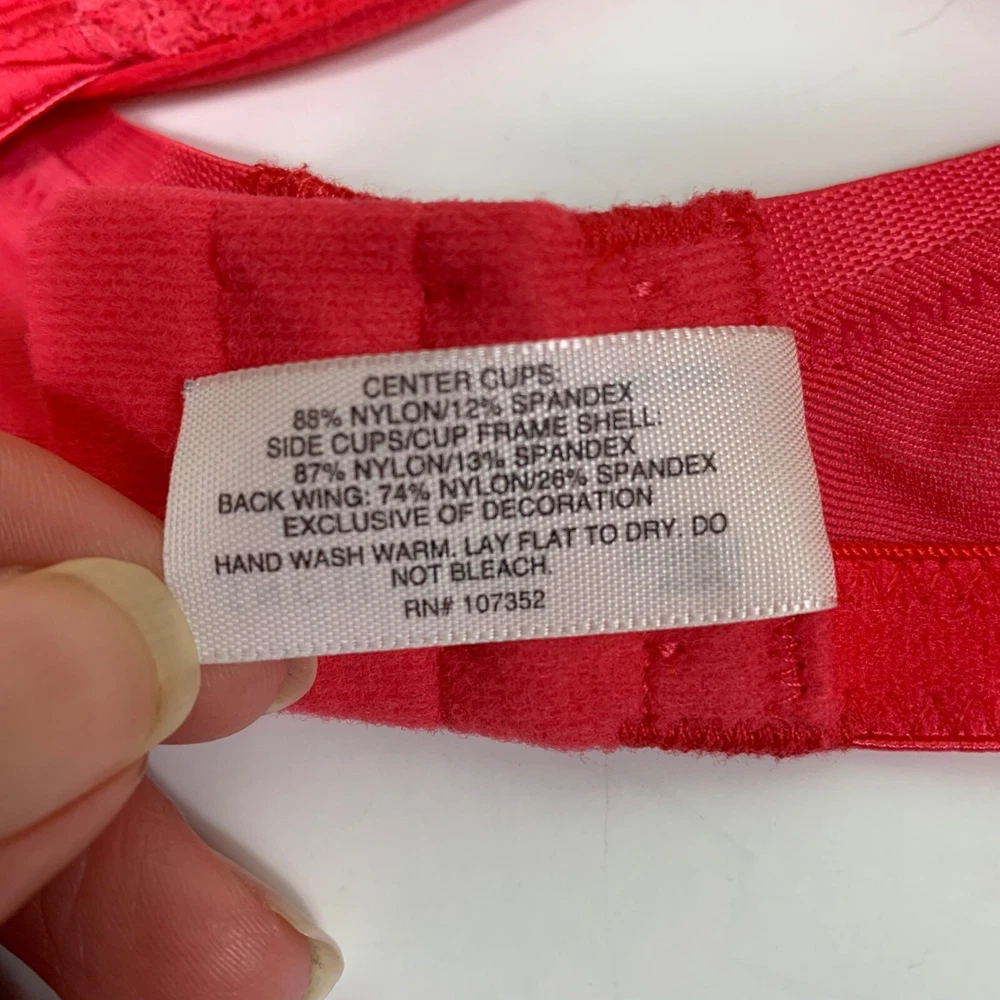 CENTER CUPS:
88% NYLON/12% SPANDEX
SIDE CUPS/CUP FRAME SHELL:
87% NYLON/13% SPANDEX
BACK WING: 74% NYLON/26% SPANDEX
EXCLUSIVE OF DECORATION
HAND WASH WARM. LAY FLAT TO DRY. DO
NOT BLEACH.
RN# 107352